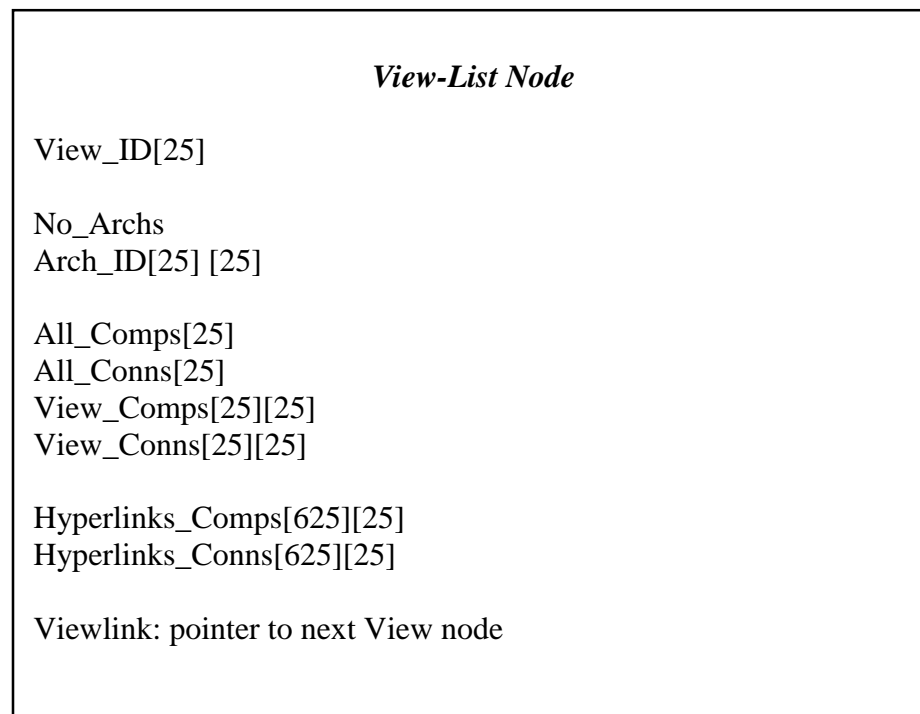 View-List Node
View_ID[25]
No_Archs
Arch_ID[25] [25]
All_Comps[25]
All_Conns[25]
View_Comps[25][25]
View_Conns[25][25]
Hyperlinks_Comps[625][25]
Hyperlinks_Conns[625][25]
Viewlink: pointer to next View node